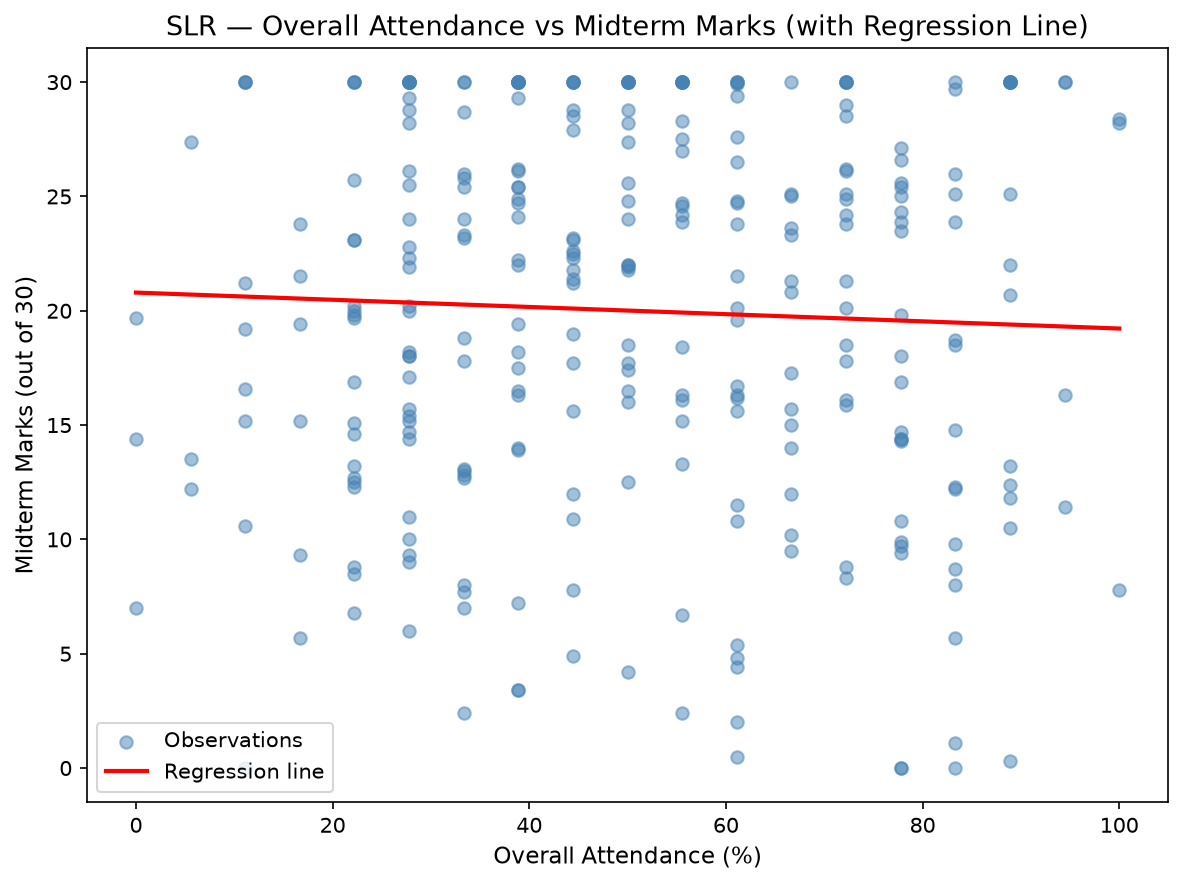 SLR — Overall Attendance vs Midterm Marks (with Regression Line)
Midterm Marks (out of 30)
30
25
20
15
10
5
0
Observations
Regression line
0 20 40 60 80 100
Overall Attendance (%)